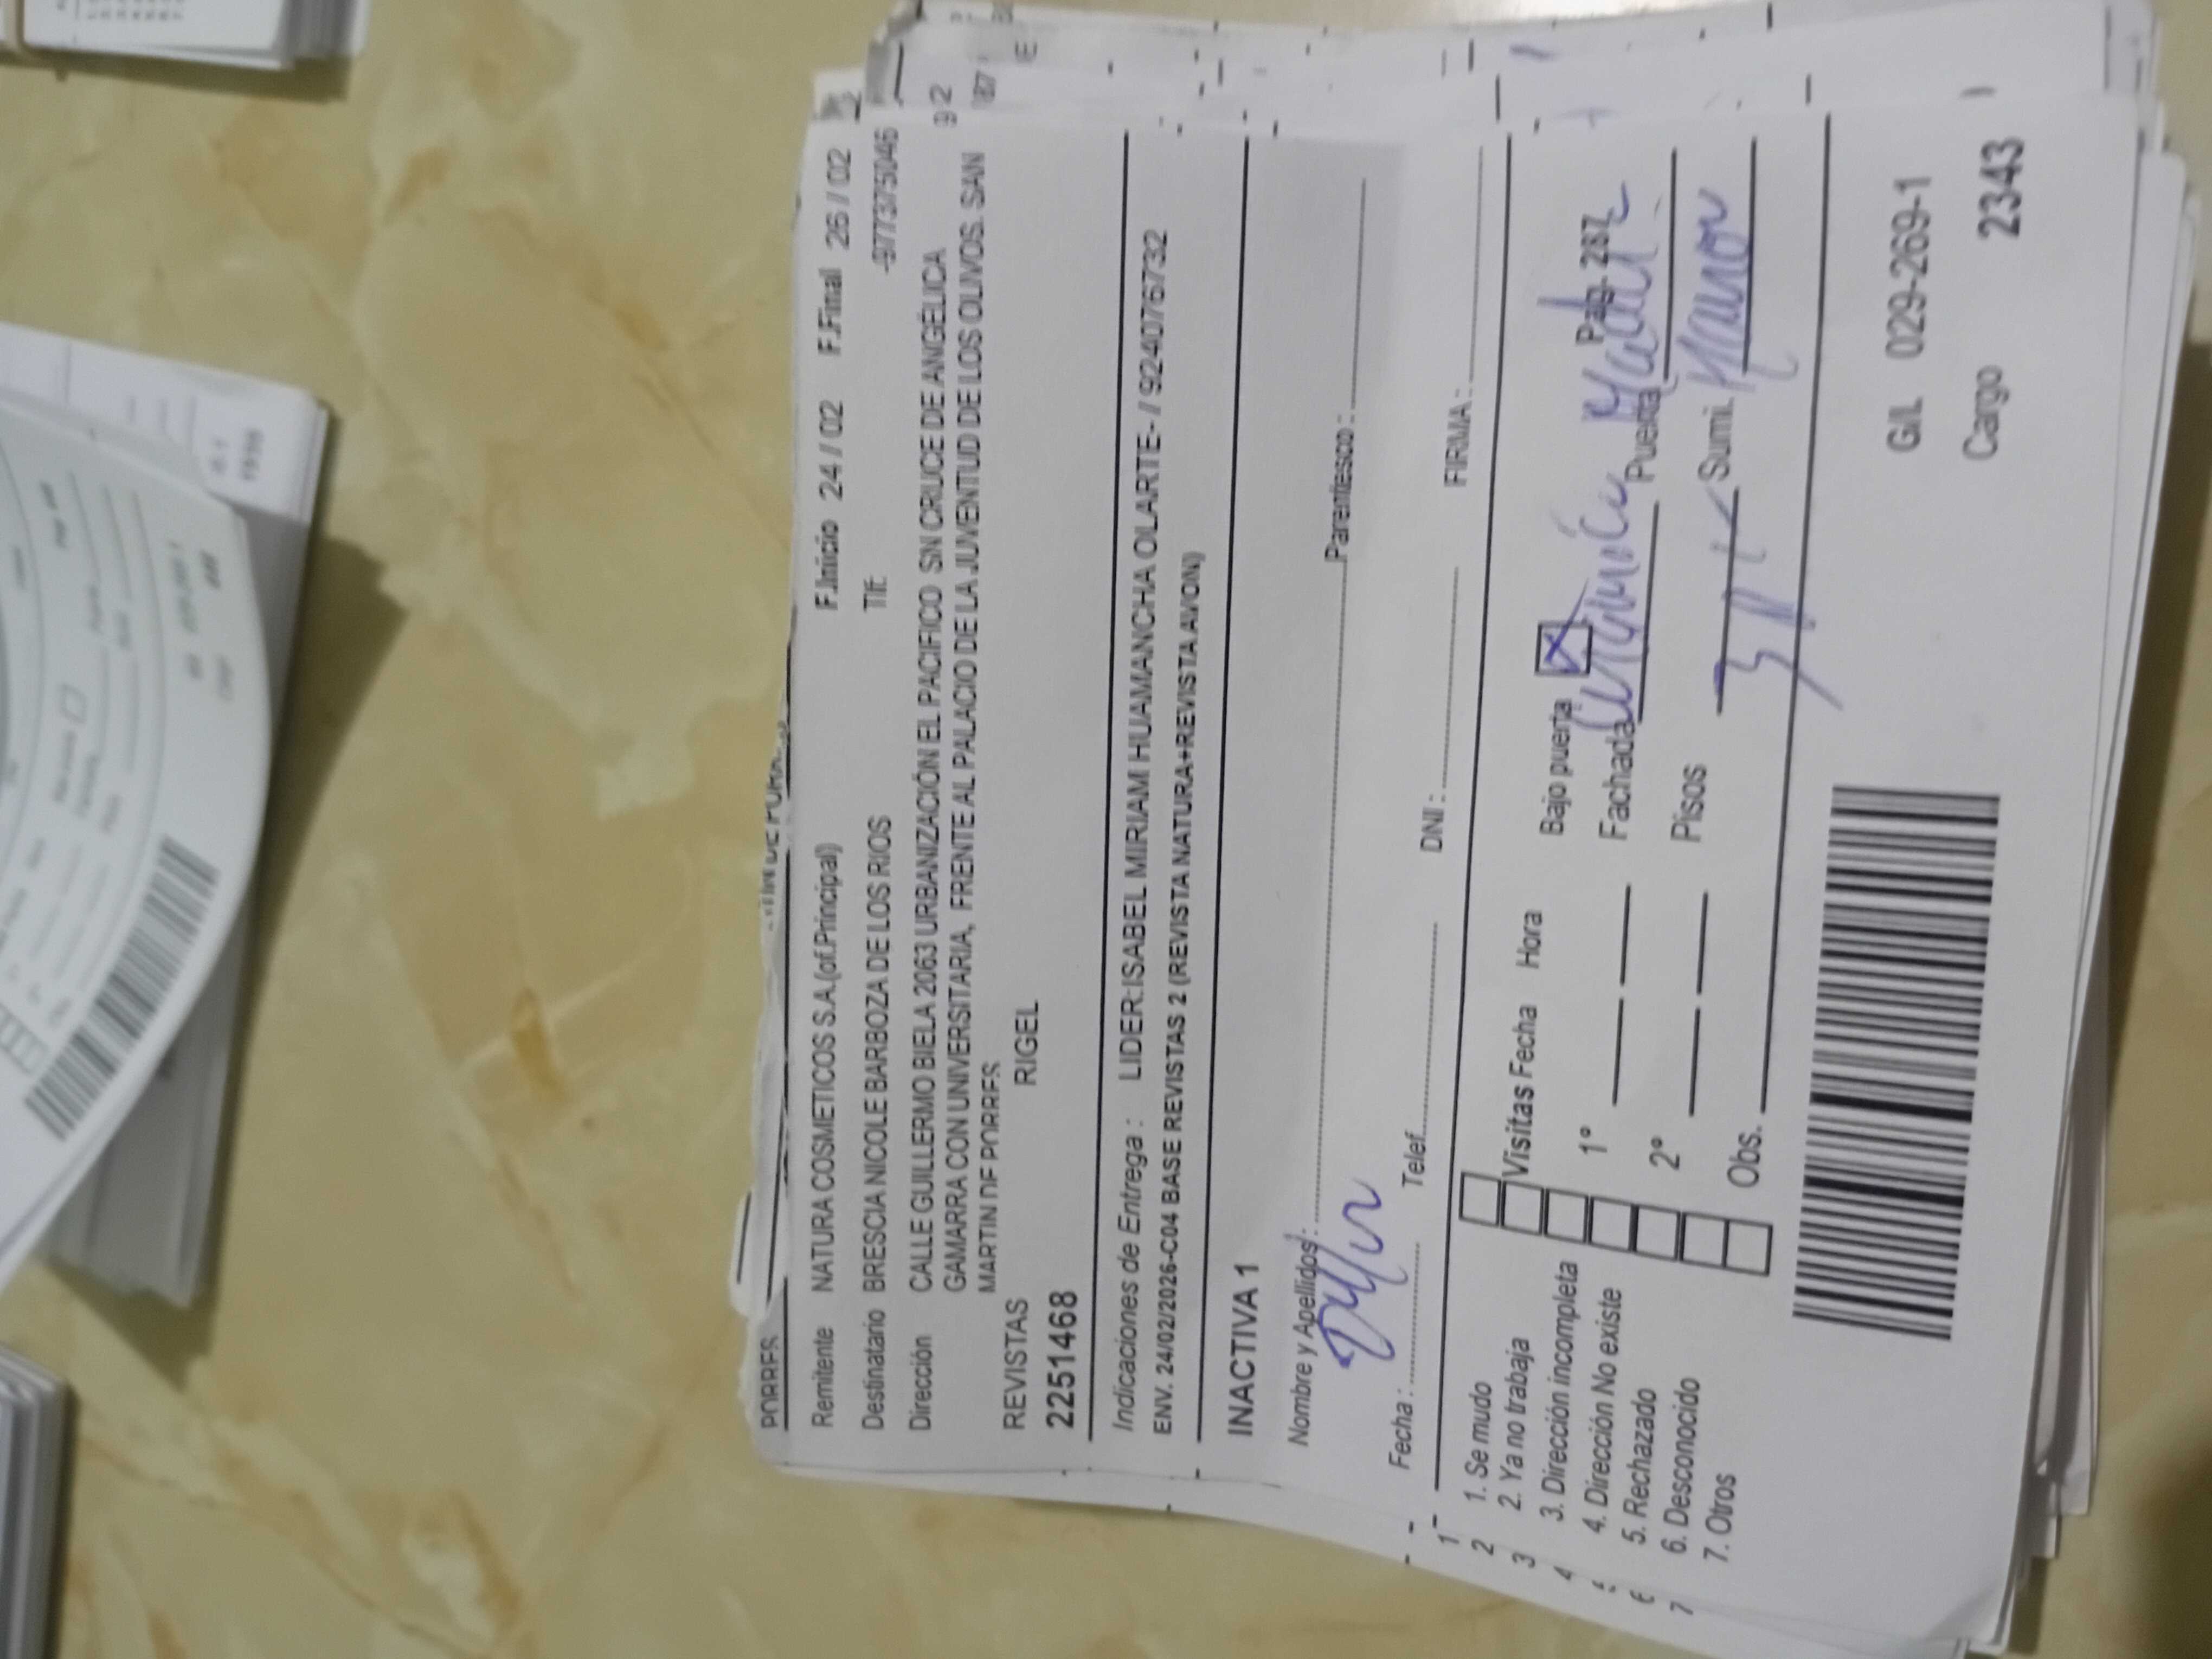 PORRES
Remitente NATURA COSMETICOS S.A.(of.Principal) F.Inicio 24 / 02 F.Final 26 / 02
Destinatario BRESCIA NICOLE BARBOZA DE LOS RIOS Tlf: -977375046
Dirección CALLE GUILLERMO BIELA 2063 URBANIZACIÓN EL PACIFICO SN CRUCE DE ANGÉLICA
GAMARRA CON UNIVERSITARIA, FRENTE AL PALACIO DE LA JUVENTUD DE LOS OLIVOS. SAN
MARTIN DE PORRES
REVISTAS RIGEL
2251468
Indicaciones de Entrega : LIDER:ISABEL MIRIAM HUAMANCHA OLARTE- / 924076732
ENV. 24/02/2026-C04 BASE REVISTAS 2 (REVISTA NATURA+REVISTA AVON)
INACTIVA 1
Nombre y Apellidos : Parentesco :
Fecha : Telef. DNI : FIRMA :
1. Se mudo
2. Ya no trabaja Visitas Fecha Hora Bajo puerta X Pag- 287
3. Dirección incompleta 1° Fachada Puerta
4. Dirección No existe
5. Rechazado 2° Pisos 3 Sumi.
6. Desconocido
7. Otros Obs.
G/L 029-269-1
Cargo 2343